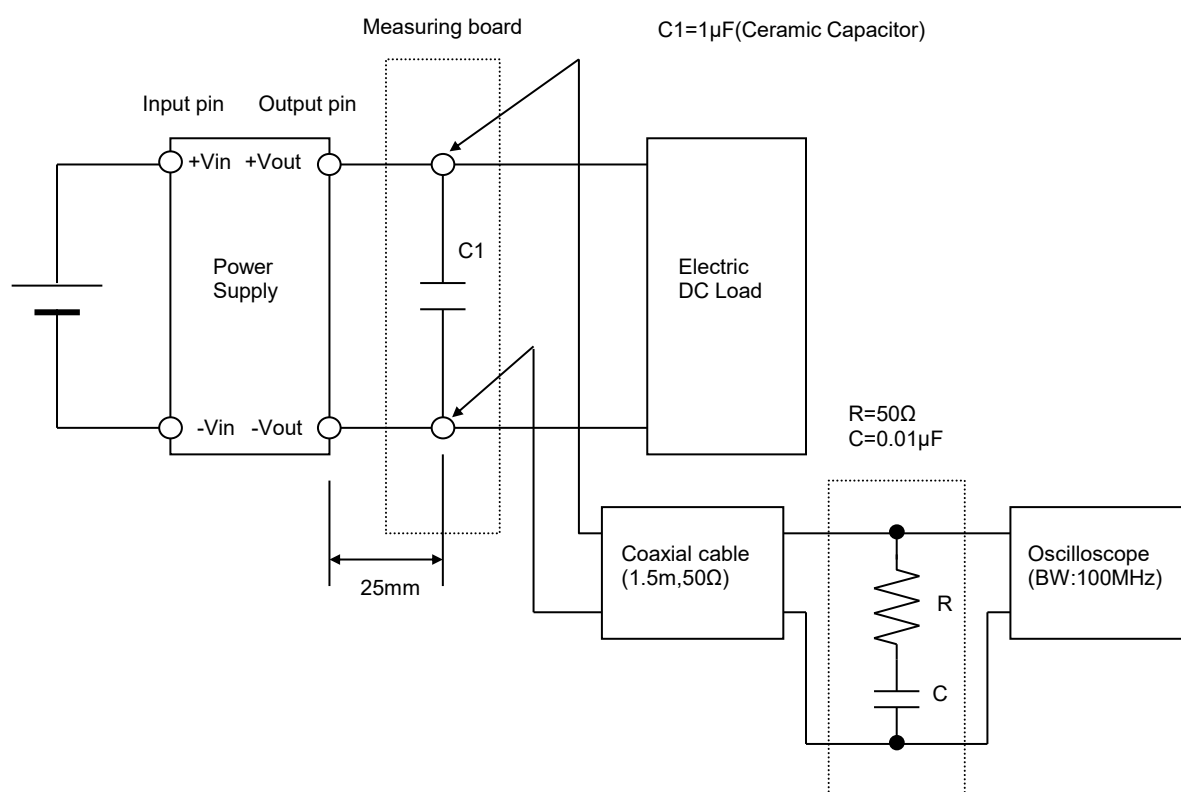 Measuring board
C1=1µF(Ceramic Capacitor)
Input pin
Output pin
+Vin
+Vout
C1
Power
Supply
Electric
DC Load
-Vin
-Vout
R=50Ω
C=0.01µF
25mm
Coaxial cable
(1.5m,50Ω)
R
C
Oscilloscope
(BW:100MHz)